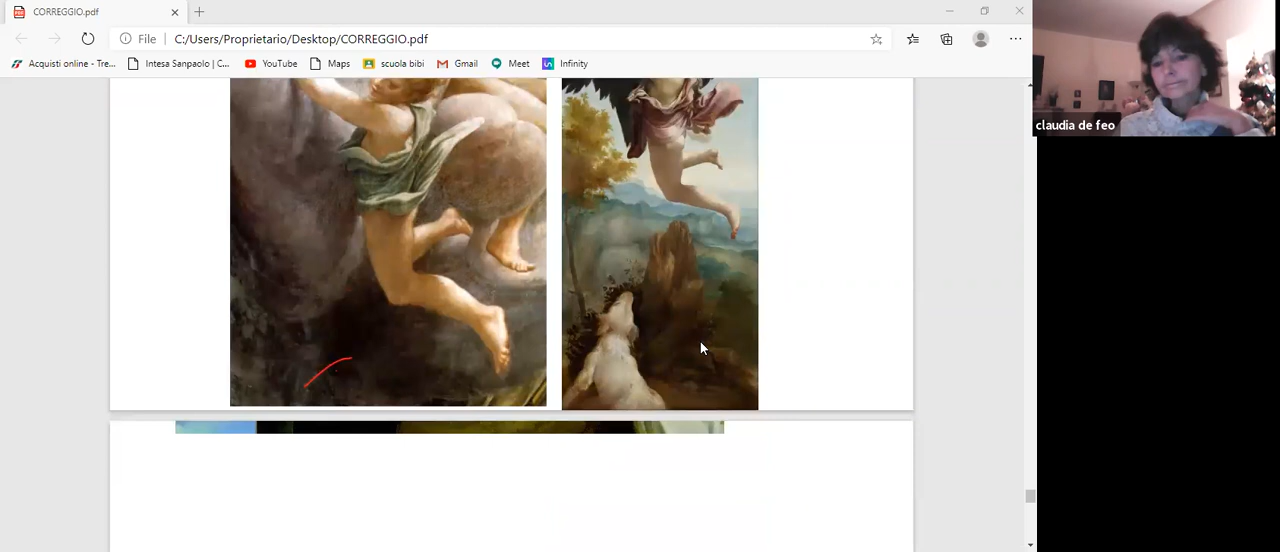 CORREGGIO.pdf
File
C:/Users/Proprietario/Desktop/CORREGGIO.pdf
Acquisti online - Tre...
Intesa Sanpaolo | C...
YouTube
Maps
scuola bibi
Gmail
Meet
Infinity
claudia de feo